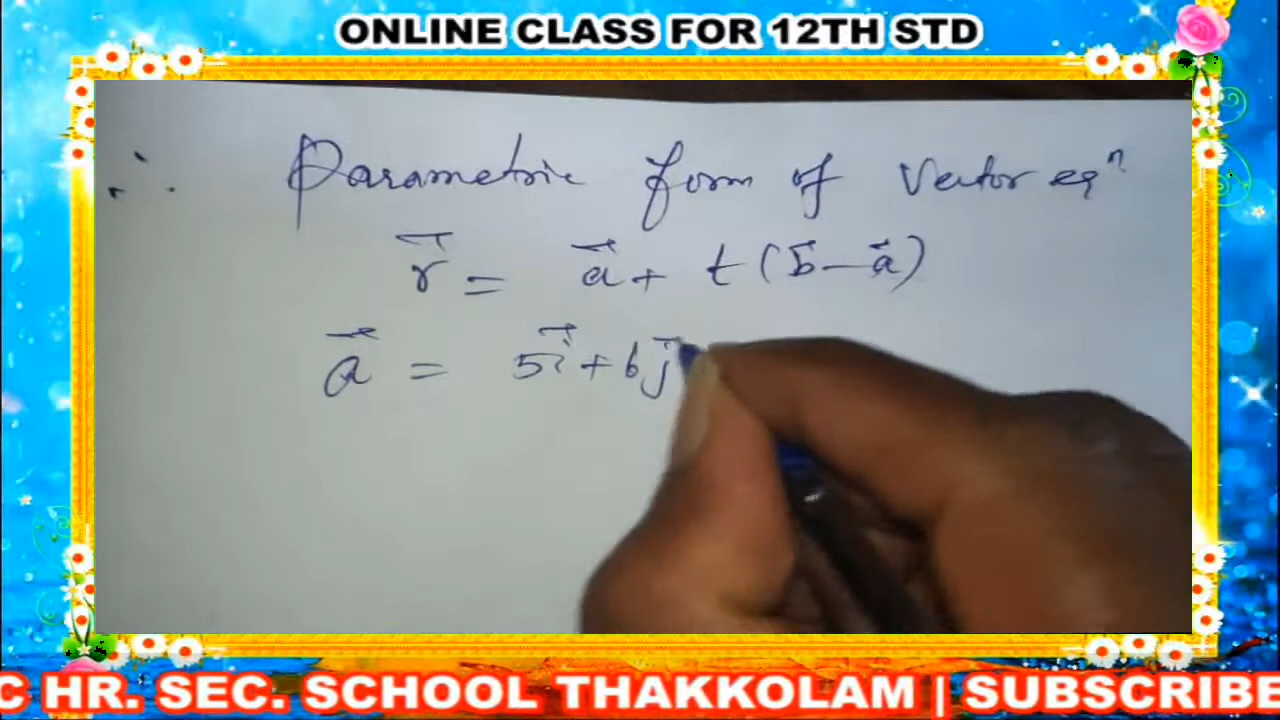 ONLINE CLASS FOR 12TH STD
∴ Parametric form of Vector eqⁿ
r⃗ = a⃗ + t(b⃗ - a⃗)
a⃗ = 5i⃗ + 6j⃗
C HR. SEC. SCHOOL THAKKOLAM | SUBSCRIBE